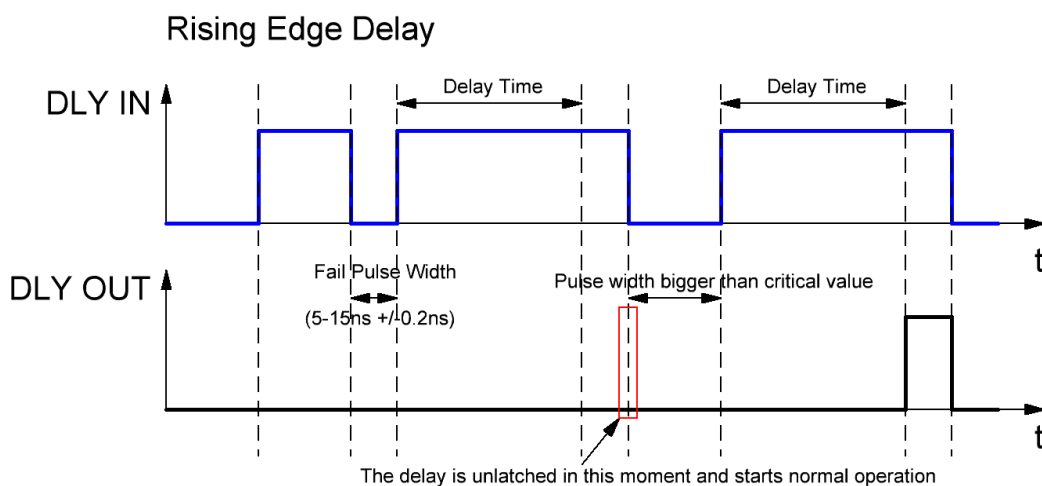 Rising Edge Delay
Delay Time
Delay Time
DLY IN
t
Fail Pulse Width
Pulse width bigger than critical value
DLY OUT
(5-15ns +/-0.2ns)
t
The delay is unlatched in this moment and starts normal operation